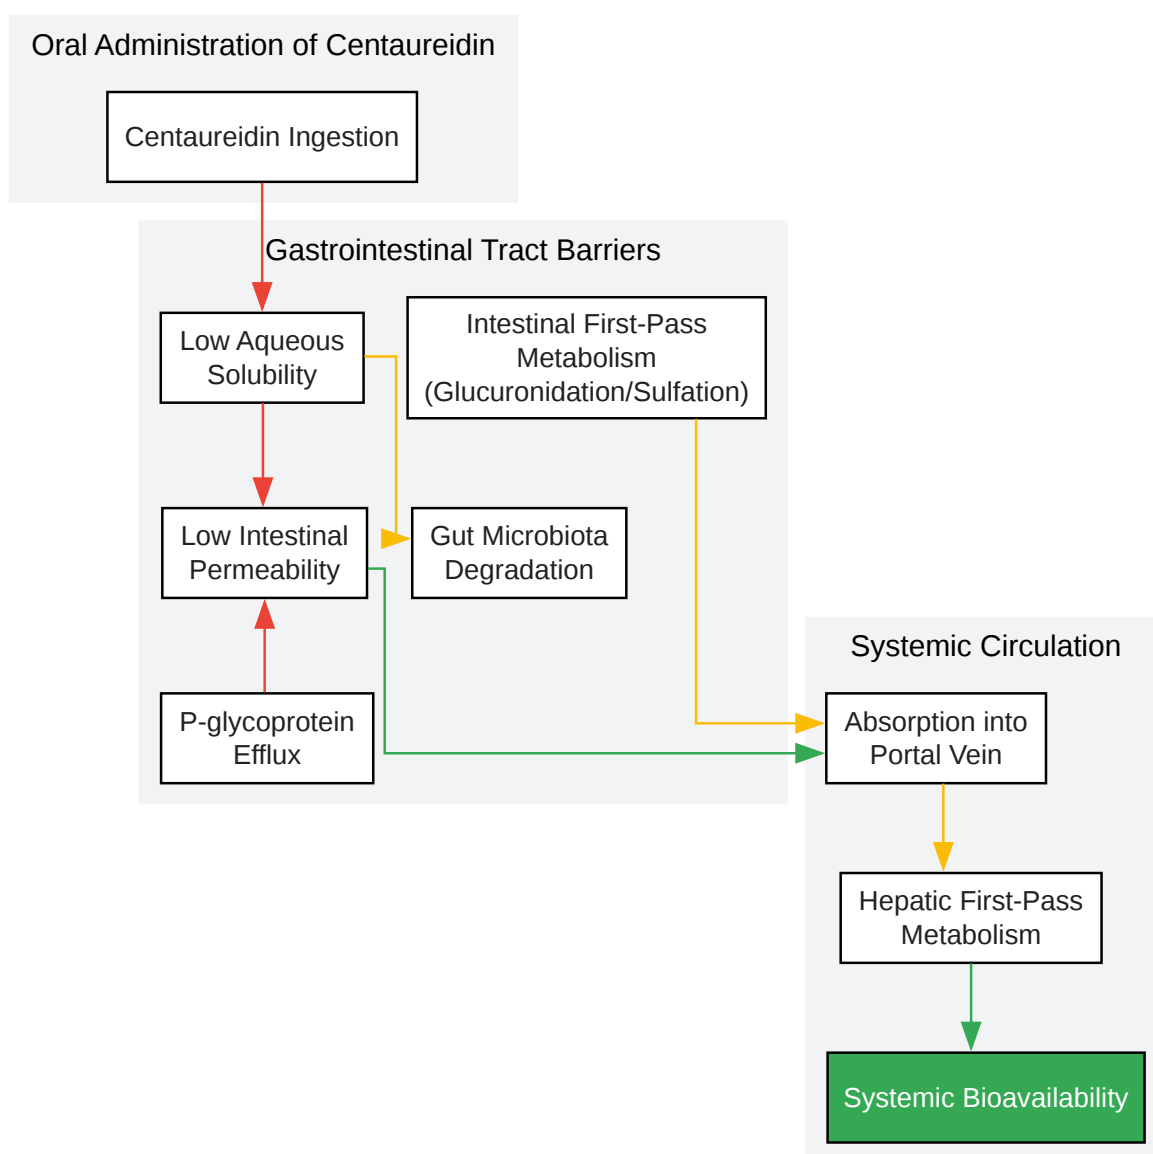 Oral Administration of Centaureidin
Centaureidin Ingestion
Gastrointestinal Tract Barriers
Low Aqueous
Solubility
Intestinal First-Pass
Metabolism
(Glucuronidation/Sulfation)
Low Intestinal
Permeability
Gut Microbiota
Degradation
P-glycoprotein
Efflux
Systemic Circulation
Absorption into
Portal Vein
Hepatic First-Pass
Metabolism
Systemic Bioavailability